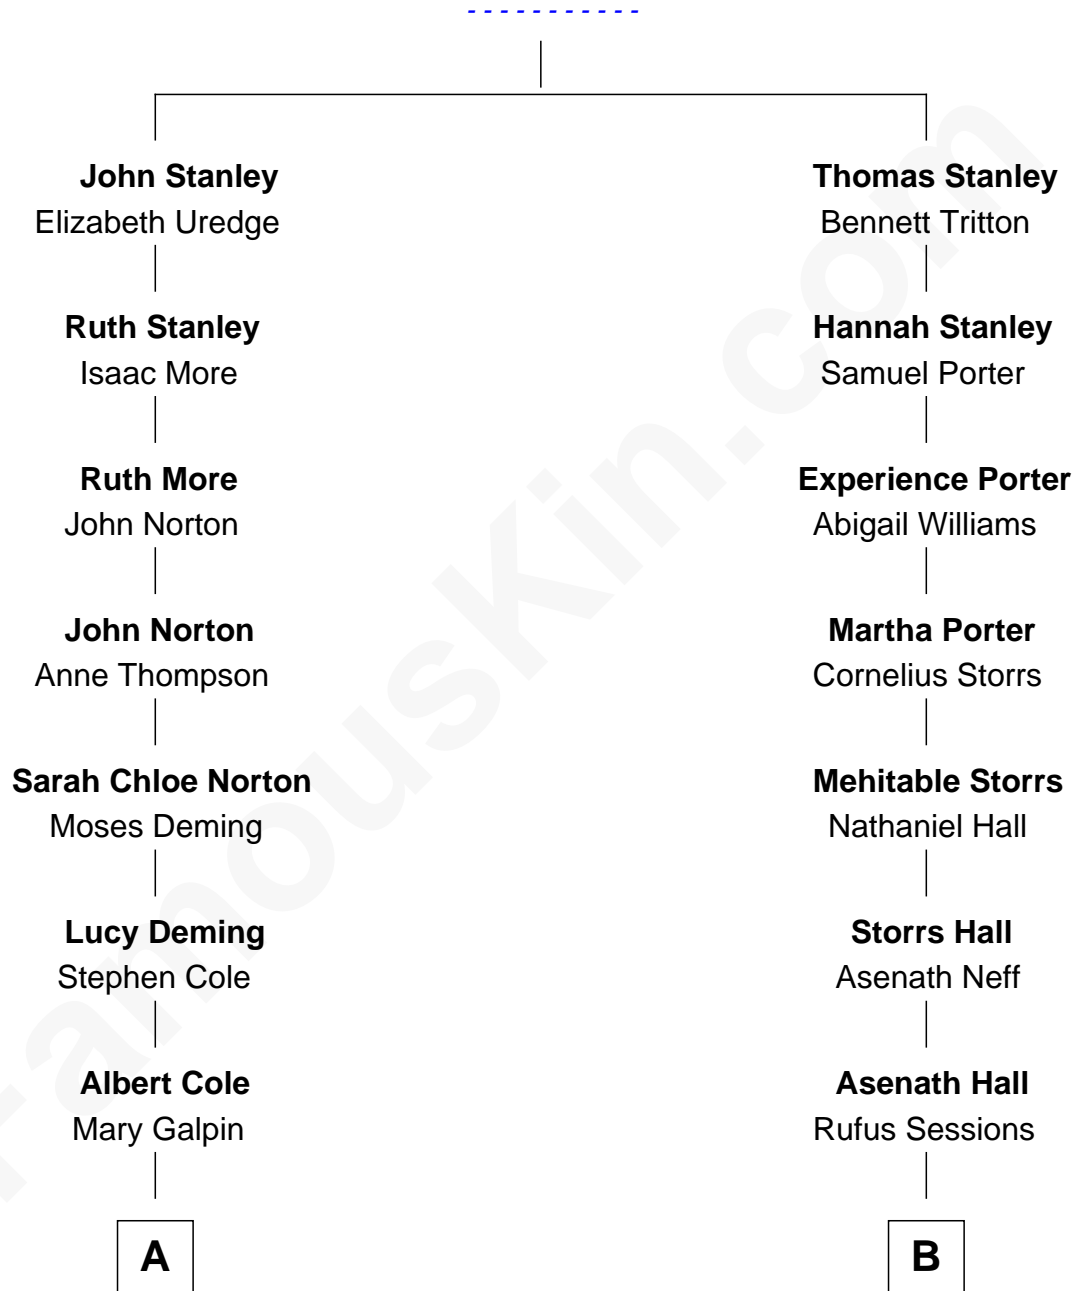 - - - - - - - - - - -
John Stanley
Elizabeth Uredge
Thomas Stanley
Bennett Tritton
Ruth Stanley
Isaac More
Hannah Stanley
Samuel Porter
Ruth More
John Norton
Experience Porter
Abigail Williams
John Norton
Anne Thompson
Martha Porter
Cornelius Storrs
Sarah Chloe Norton
Moses Deming
Mehitable Storrs
Nathaniel Hall
Lucy Deming
Stephen Cole
Storrs Hall
Asenath Neff
Albert Cole
Mary Galpin
Asenath Hall
Rufus Sessions
A
B
FamousKin.com